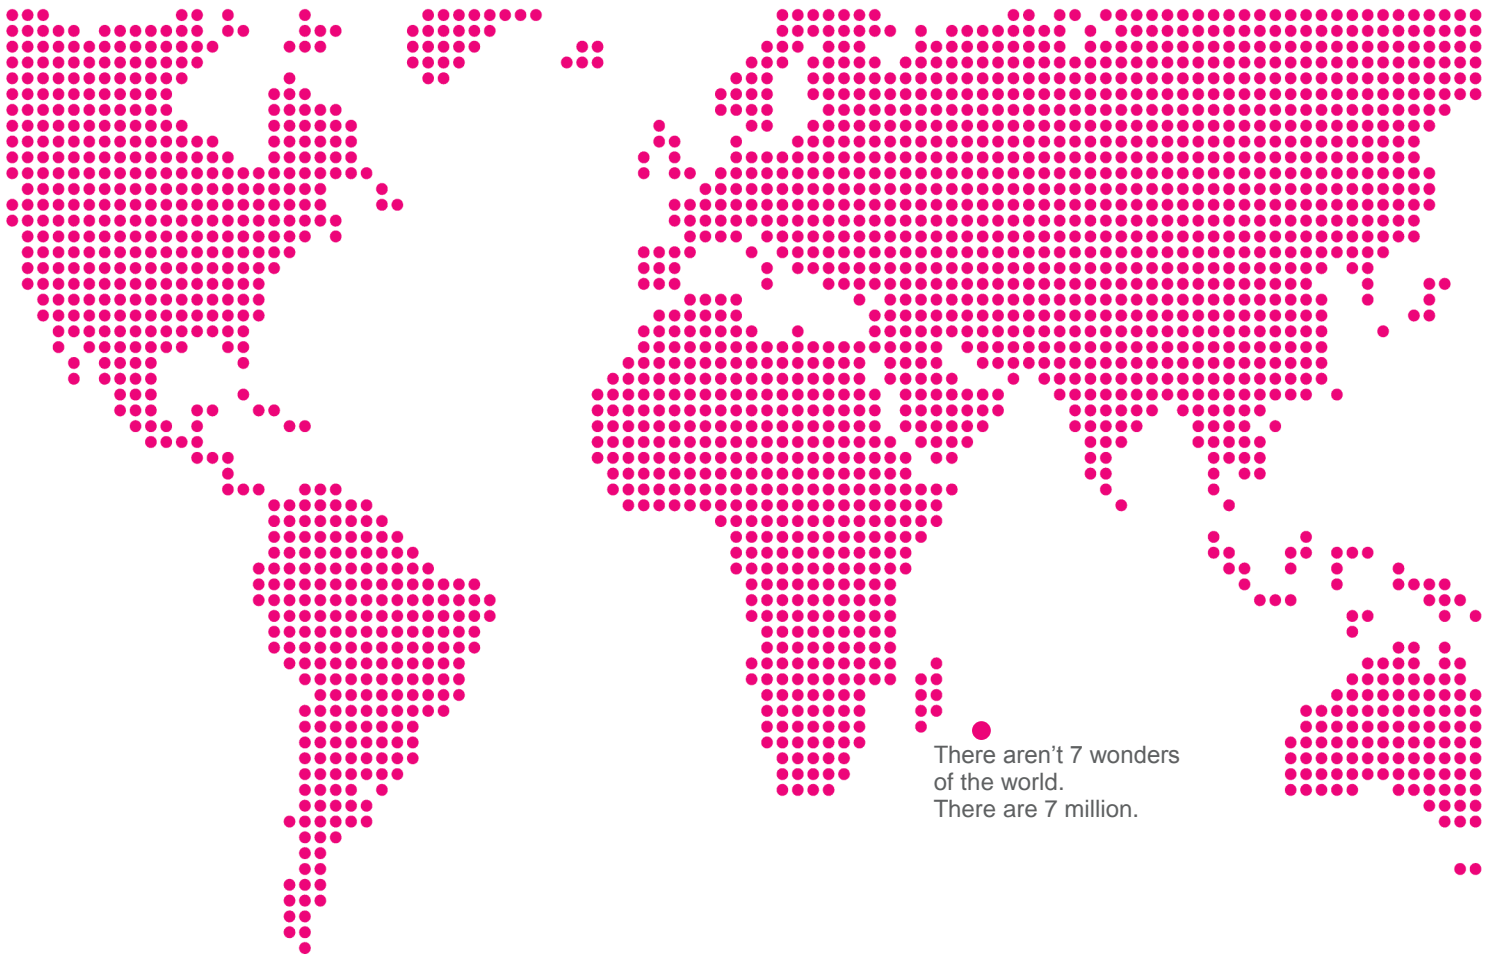 There aren't 7 wonders
of the world.
There are 7 million.